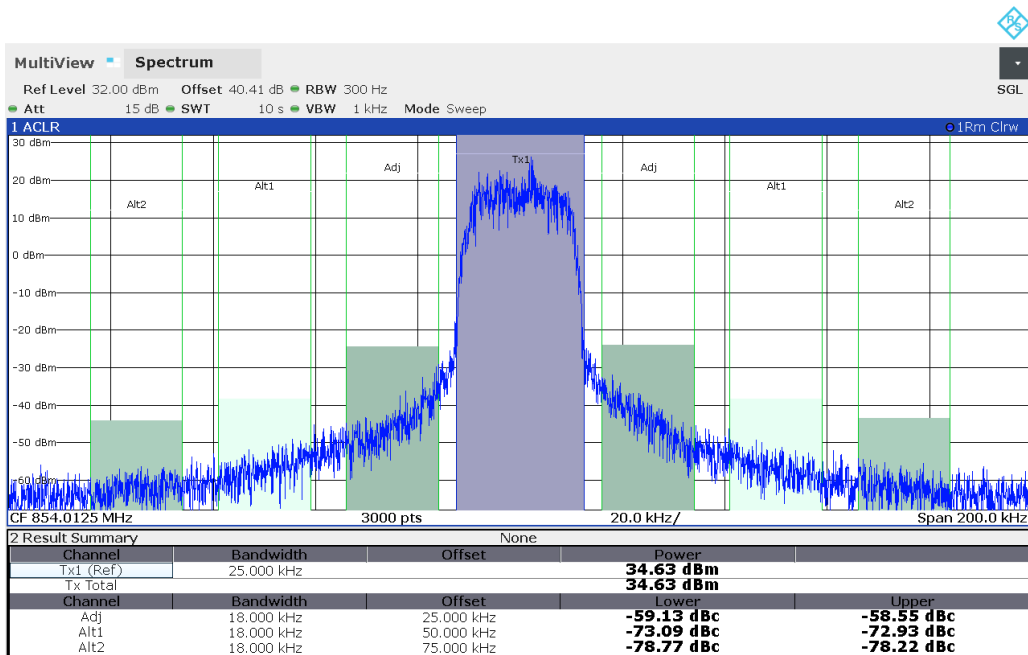 R S
MultiView Spectrum
Ref Level 32.00 dBm Offset 40.41 dB RBW 300 Hz SGL
Att 15 dB SWT 10 s VBW 1 kHz Mode Sweep
1 ACLR 1Rm Clrw
30 dBm
Tx1
Adj Adj
20 dBm
Alt1 Alt1
Alt2 Alt2
10 dBm
0 dBm
-10 dBm
-20 dBm
-30 dBm
-40 dBm
-50 dBm
-60 dBm
CF 854.0125 MHz 3000 pts 20.0 kHz/ Span 200.0 kHz
2 Result Summary None
Channel Bandwidth Offset Power
Tx1 (Ref) 25.000 kHz 34.63 dBm
Tx Total 34.63 dBm
Channel Bandwidth Offset Lower Upper
Adj 18.000 kHz 25.000 kHz -59.13 dBc -58.55 dBc
Alt1 18.000 kHz 50.000 kHz -73.09 dBc -72.93 dBc
Alt2 18.000 kHz 75.000 kHz -78.77 dBc -78.22 dBc